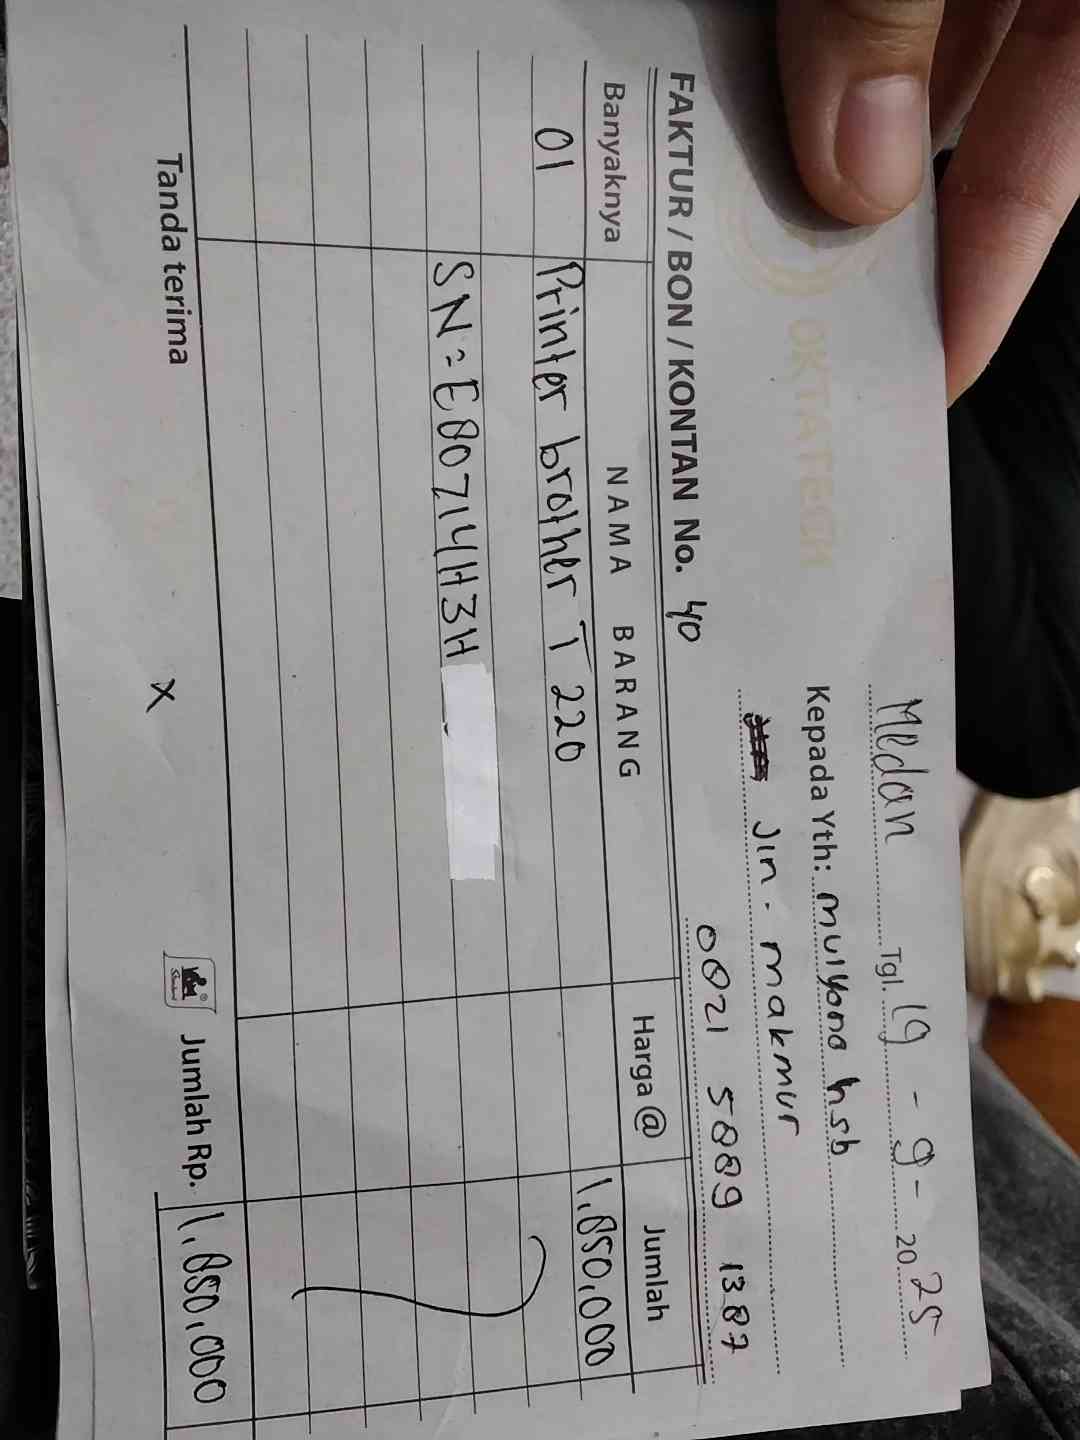 OKTATECH
Medan Tgl. 19 - 9 - 2025
Kepada Yth: mulyono hsb
Jln. makmur
0821 5889 1387
FAKTUR / BON / KONTAN No. 40
Banyaknya NAMA BARANG Harga @ Jumlah
01 Printer brother T 220 1.850.000
SN = E80714H3H
Tanda terima Jumlah Rp. 1.850.000
X